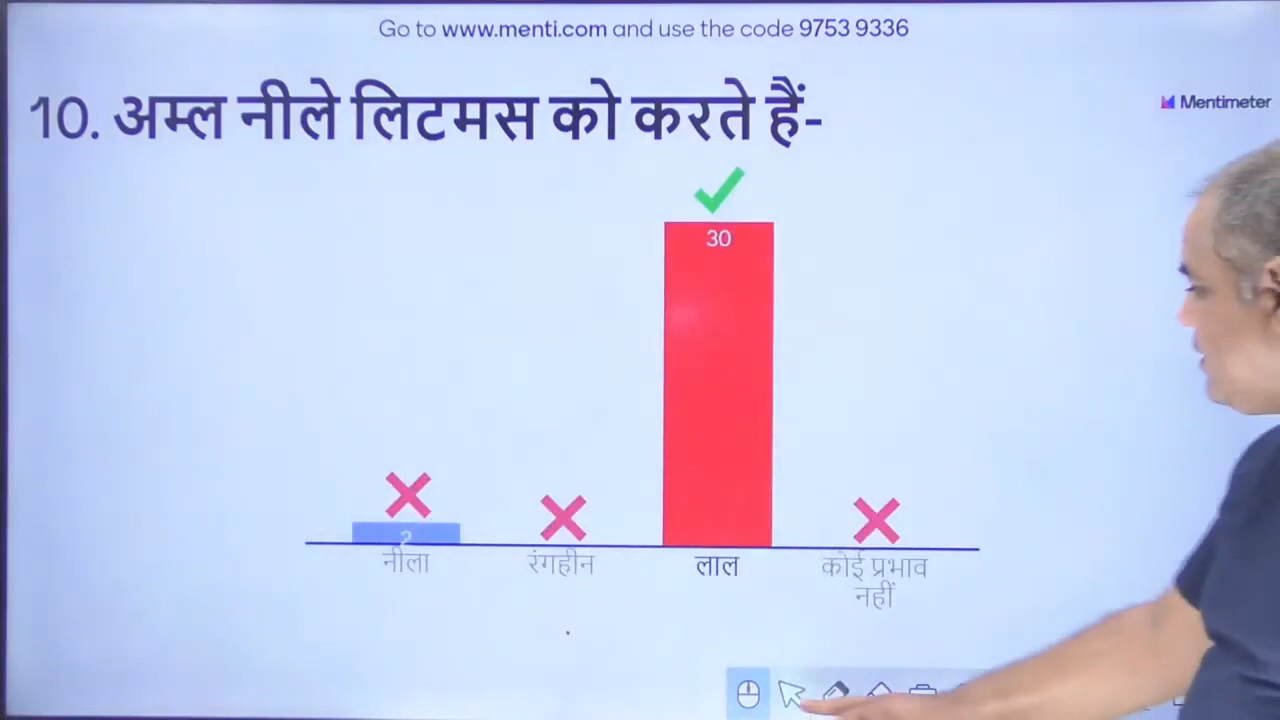 Go to www.menti.com and use the code 9753 9336
10. अम्ल नीले लिटमस को करते हैं-
Mentimeter
30
2
नीला
रंगहीन
लाल
कोई प्रभाव
नहीं